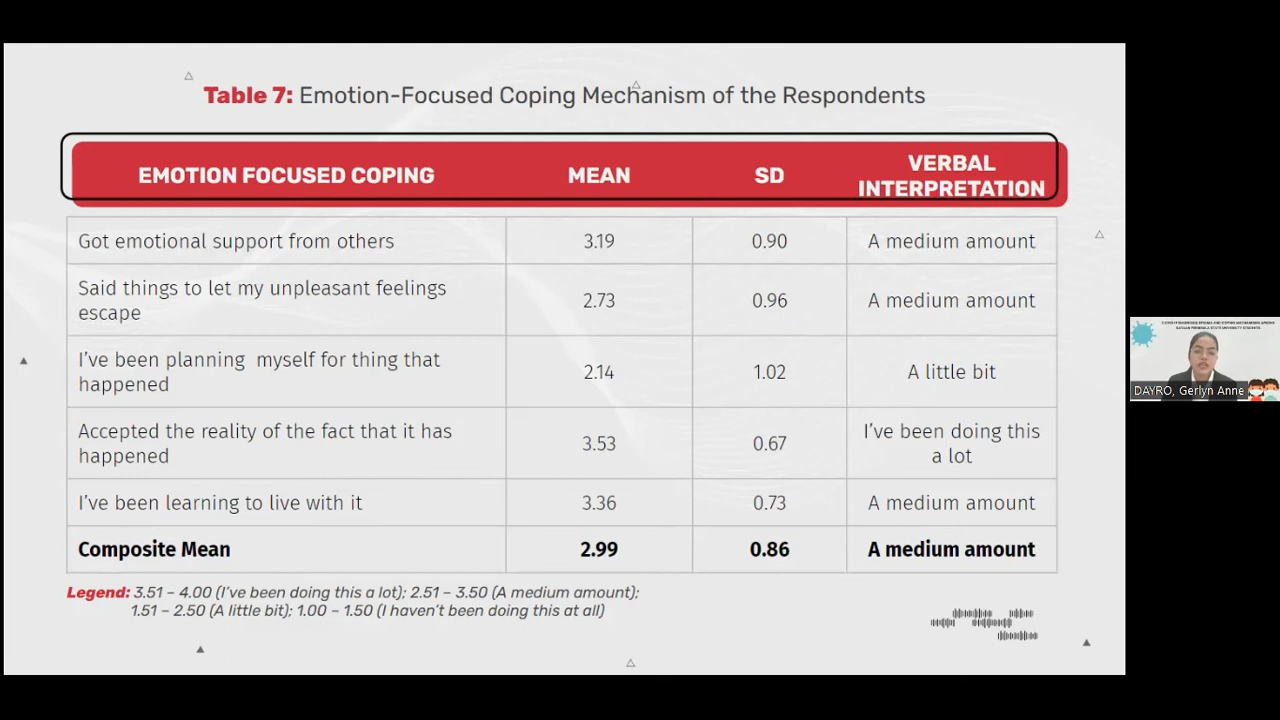 Table 7: Emotion-Focused Coping Mechanism of the Respondents
EMOTION FOCUSED COPING MEAN SD VERBAL INTERPRETATION
Got emotional support from others 3.19 0.90 A medium amount
Said things to let my unpleasant feelings escape 2.73 0.96 A medium amount
I've been planning myself for thing that happened 2.14 1.02 A little bit
Accepted the reality of the fact that it has happened 3.53 0.67 I've been doing this a lot
I've been learning to live with it 3.36 0.73 A medium amount
Composite Mean 2.99 0.86 A medium amount
Legend: 3.51 – 4.00 (I've been doing this a lot); 2.51 – 3.50 (A medium amount);
1.51 – 2.50 (A little bit); 1.00 – 1.50 (I haven't been doing this at all)
DAYRO, Gerlyn Anne